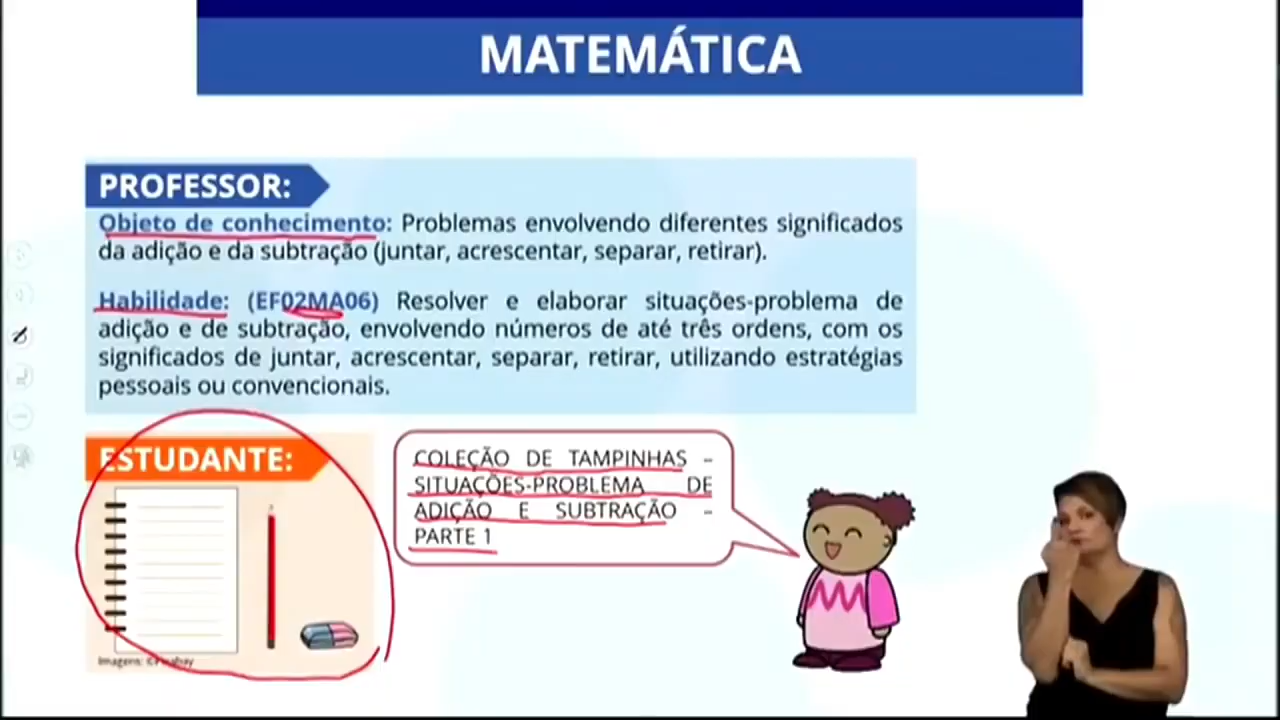 MATEMÁTICA
PROFESSOR:
Objeto de conhecimento: Problemas envolvendo diferentes significados
da adição e da subtração (juntar, acrescentar, separar, retirar).
Habilidade: (EF02MA06) Resolver e elaborar situações-problema de
adição e de subtração, envolvendo números de até três ordens, com os
significados de juntar, acrescentar, separar, retirar, utilizando estratégias
pessoais ou convencionais.
ESTUDANTE:
COLEÇÃO DE TAMPINHAS –
SITUAÇÕES-PROBLEMA DE
ADIÇÃO E SUBTRAÇÃO –
PARTE 1
Imagens: